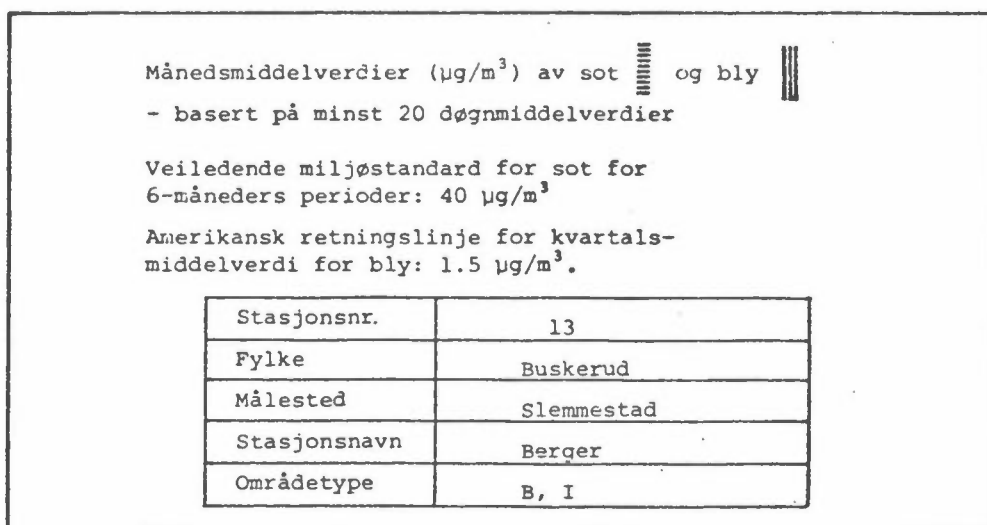 Månedsmiddelverdier (µg/m³) av sot og bly
- basert på minst 20 døgnmiddelverdier
Veiledende miljøstandard for sot for
6-måneders perioder: 40 µg/m³
Amerikansk retningslinje for kvartals-
middelverdi for bly: 1.5 µg/m³.
Stasjonsnr. 13
Fylke Buskerud
Målested Slemmestad
Stasjonsnavn Berger
Områdetype B, I